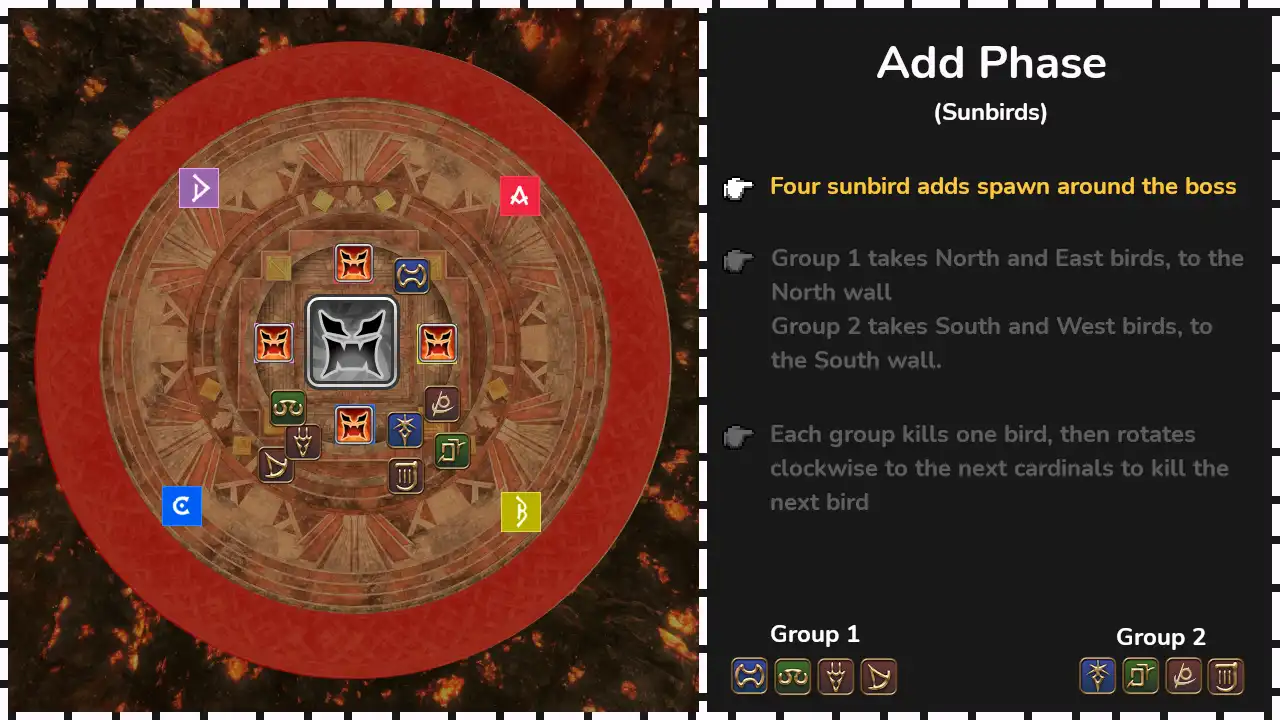 Add Phase
(Sunbirds)
Four sunbird adds spawn around the boss
Group 1 takes North and East birds, to the
North wall
Group 2 takes South and West birds, to
the South wall.
Each group kills one bird, then rotates
clockwise to the next cardinals to kill the
next bird
Group 1
Group 2
D
A
C
B